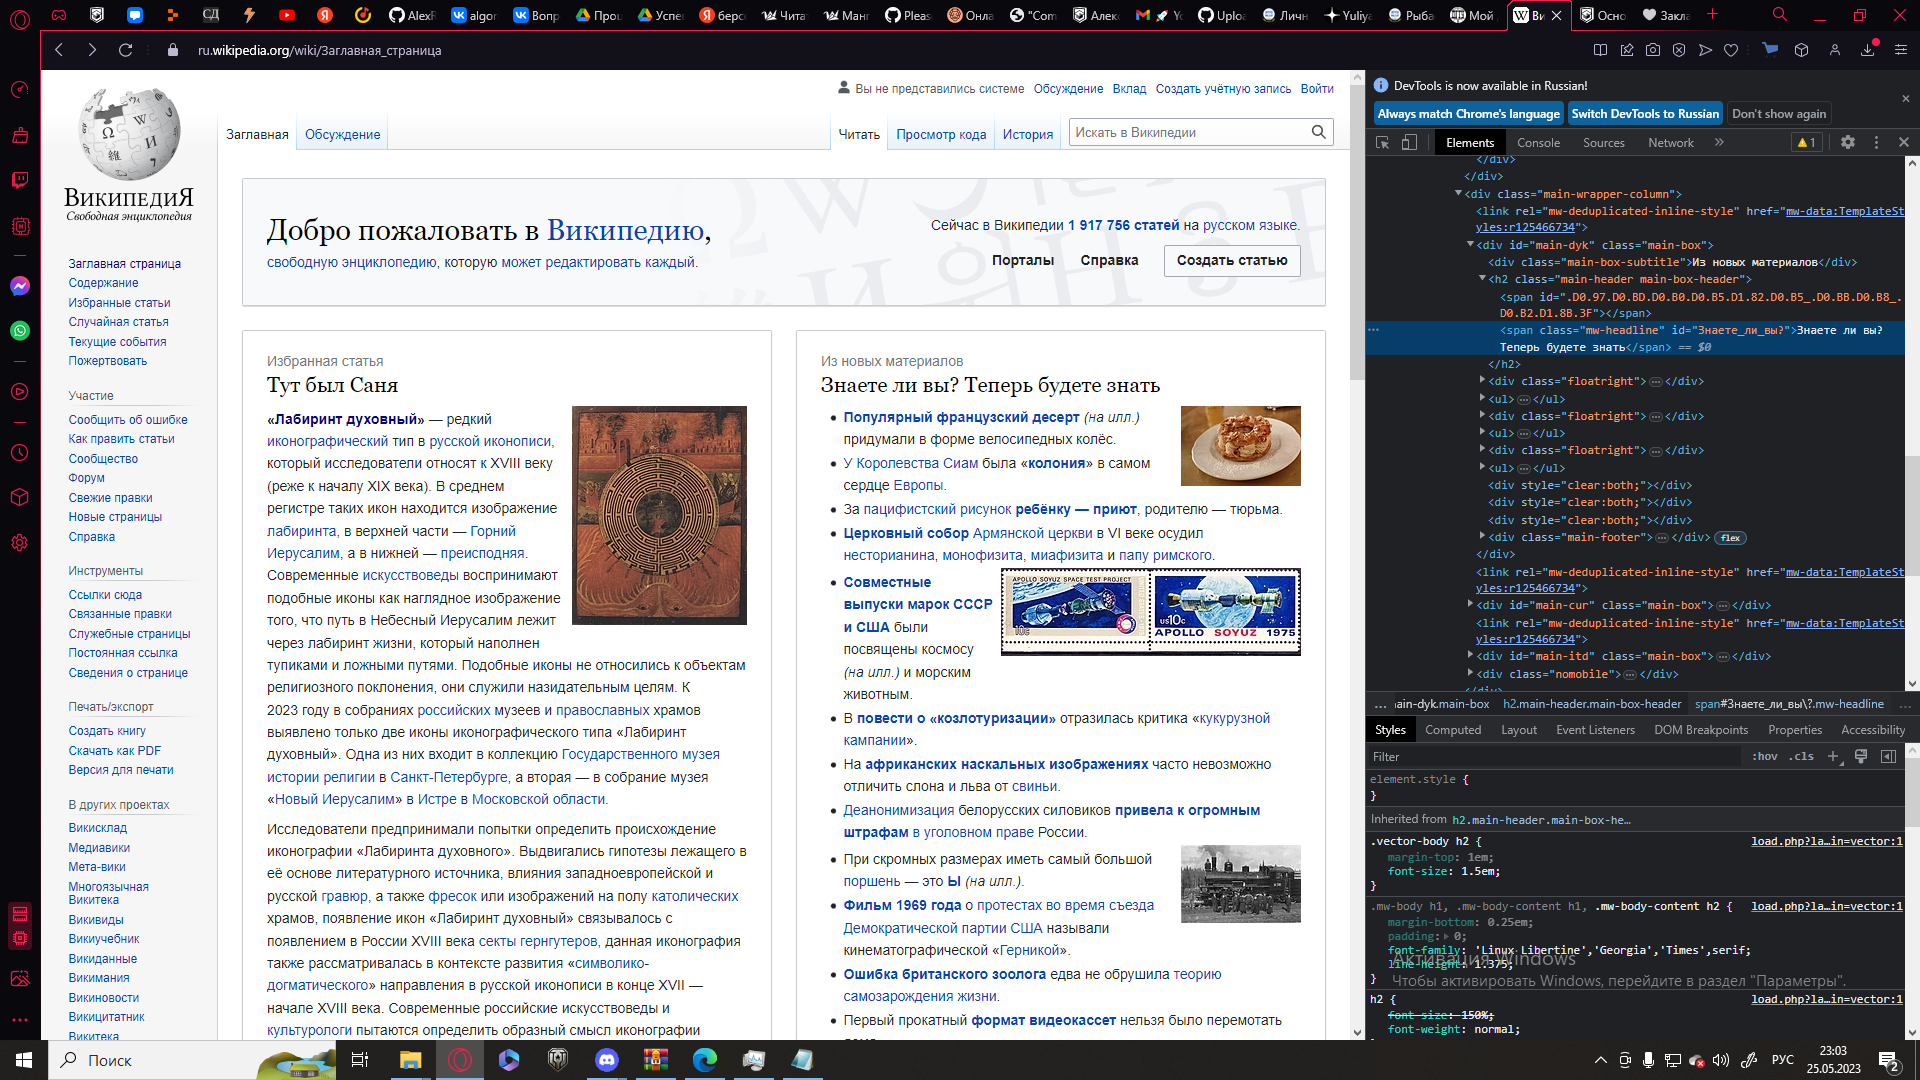 СД
AlexR
algor
Вопр
Проц
Успе
берс
Чита
Манг
Pleas
Онла
"Com
Алекс
Uploa
Личн
Yuliya
Рыба
Мой
Ви
Осно
Закла
ru.wikipedia.org/wiki/Заглавная_страница
ВикипедиЯ
Свободная энциклопедия
Вы не представились системе Обсуждение Вклад Создать учётную запись Войти
Заглавная Обсуждение
Читать Просмотр кода История
Искать в Википедии
Заглавная страница
Содержание
Избранные статьи
Случайная статья
Текущие события
Пожертвовать
Участие
Сообщить об ошибке
Как править статьи
Сообщество
Форум
Свежие правки
Новые страницы
Справка
Инструменты
Ссылки сюда
Связанные правки
Служебные страницы
Постоянная ссылка
Сведения о странице
Печать/экспорт
Создать книгу
Скачать как PDF
Версия для печати
В других проектах
Викисклад
Медиавики
Мета-вики
Многоязычная
Викитека
Викивиды
Викиучебник
Викиданные
Викимания
Викиновости
Викицитатник
Викитека
Добро пожаловать в Википедию,
свободную энциклопедию, которую может редактировать каждый.
Сейчас в Википедии 1 917 756 статей на русском языке.
Порталы Справка Создать статью
Избранная статья
Тут был Саня
«Лабиринт духовный» — редкий
иконографический тип в русской иконописи,
который исследователи относят к XVIII веку
(реже к началу XIX века). В среднем
регистре таких икон находится изображение
лабиринта, в верхней части — Горний
Иерусалим, а в нижней — преисподняя.
Современные искусствоведы воспринимают
подобные иконы как наглядное изображение
того, что путь в Небесный Иерусалим лежит
через лабиринт жизни, который наполнен
тупиками и ложными путями. Подобные иконы не относились к объектам
религиозного поклонения, они служили назидательным целям. К
2023 году в собраниях российских музеев и православных храмов
выявлено только две иконы иконографического типа «Лабиринт
духовный». Одна из них входит в коллекцию Государственного музея
истории религии в Санкт-Петербурге, а вторая — в собрание музея
«Новый Иерусалим» в Истре в Московской области.
Исследователи предпринимали попытки определить происхождение
иконографии «Лабиринта духовного». Выдвигались гипотезы лежащего в
её основе литературного источника, влияния западноевропейской и
русской гравюр, а также фресок или изображений на полу католических
храмов, появление икон «Лабиринт духовный» связывалось с
появлением в России XVIII века секты гернгутеров, данная иконография
также рассматривалась в контексте развития «символико-
догматического» направления в русской иконописи в конце XVII —
начале XVIII века. Современные российские искусствоведы и
культурологи пытаются определить образный смысл иконографии
Из новых материалов
Знаете ли вы? Теперь будете знать
Популярный французский десерт (на илл.)
придумали в форме велосипедных колёс.
У Королевства Сиам была «колония» в самом
сердце Европы.
За пацифистский рисунок ребёнку — приют, родителю — тюрьма.
Церковный собор Армянской церкви в VI веке осудил
несторианина, монофизита, миафизита и папу римского.
Совместные
выпуски марок СССР
и США были
посвящены космосу
(на илл.) и морским
животным.
APOLLO SOYUZ SPACE TEST PROJECT
10c
US10c
APOLLO SOYUZ 1975
В повести о «козлотуризации» отразилась критика «кукурузной
кампании».
На африканских наскальных изображениях часто невозможно
отличить слона и льва от свиньи.
Деанонимизация белорусских силовиков привела к огромным
штрафам в уголовном праве России.
При скромных размерах иметь самый большой
поршень — это Ы (на илл.).
Фильм 1969 года о протестах во время съезда
Демократической партии США называли
кинематографической «Герникой».
Ошибка британского зоолога едва не обрушила теорию
самозарождения жизни.
Первый прокатный формат видеокассет нельзя было перемотать
DevTools is now available in Russian!
Always match Chrome's language Switch DevTools to Russian Don't show again
Elements Console Sources Network » 1
</div>
</div>
<div class="main-wrapper-column">
<link rel="mw-deduplicated-inline-style" href="mw-data:TemplateSt
yles:r125466734">
<div id="main-dyk" class="main-box">
<div class="main-box-subtitle">Из новых материалов</div>
<h2 class="main-header main-box-header">
<span id=".D0.97.D0.BD.D0.B0.D0.B5.D1.82.D0.B5_.D0.BB.D0.B8_.
D0.B2.D1.8B.3F"></span>
<span class="mw-headline" id="Знаете_ли_вы?">Знаете ли вы?
Теперь будете знать</span> == $0
</h2>
<div class="floatright">…</div>
<ul>…</ul>
<div class="floatright">…</div>
<ul>…</ul>
<div class="floatright">…</div>
<ul>…</ul>
<div style="clear:both;"></div>
<div style="clear:both;"></div>
<div style="clear:both;"></div>
<div class="main-footer">…</div> flex
</div>
<link rel="mw-deduplicated-inline-style" href="mw-data:TemplateSt
yles:r125466734">
<div id="main-cur" class="main-box">…</div>
<link rel="mw-deduplicated-inline-style" href="mw-data:TemplateSt
yles:r125466734">
<div id="main-itd" class="main-box">…</div>
<div class="nomobile">…</div>
… ain-dyk.main-box h2.main-header.main-box-header span#Знаете_ли_вы\?.mw-headline …
Styles Computed Layout Event Listeners DOM Breakpoints Properties Accessibility
Filter :hov .cls
element.style {
}
Inherited from h2.main-header.main-box-he…
.vector-body h2 { load.php?la…in=vector:1
margin-top: 1em;
font-size: 1.5em;
}
.mw-body h1, .mw-body-content h1, .mw-body-content h2 { load.php?la…in=vector:1
margin-bottom: 0.25em;
padding: 0;
font-family: 'Linux Libertine','Georgia','Times',serif;
line-height: 1.375;
}
Активация Windows
Чтобы активировать Windows, перейдите в раздел "Параметры".
h2 { load.php?la…in=vector:1
font-size: 150%;
font-weight: normal;
Поиск
РУС
23:03
25.05.2023
2